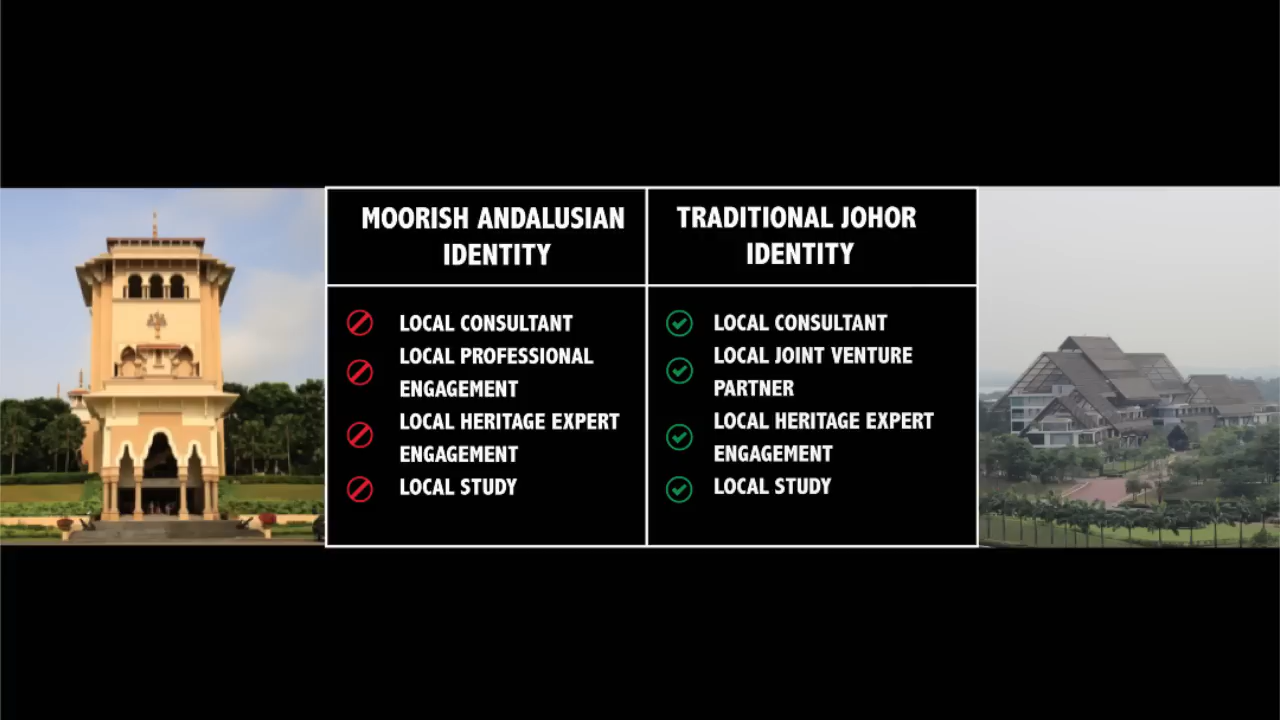 MOORISH ANDALUSIAN
IDENTITY
LOCAL CONSULTANT
LOCAL PROFESSIONAL
ENGAGEMENT
LOCAL HERITAGE EXPERT
ENGAGEMENT
LOCAL STUDY
TRADITIONAL JOHOR
IDENTITY
LOCAL CONSULTANT
LOCAL JOINT VENTURE
PARTNER
LOCAL HERITAGE EXPERT
ENGAGEMENT
LOCAL STUDY